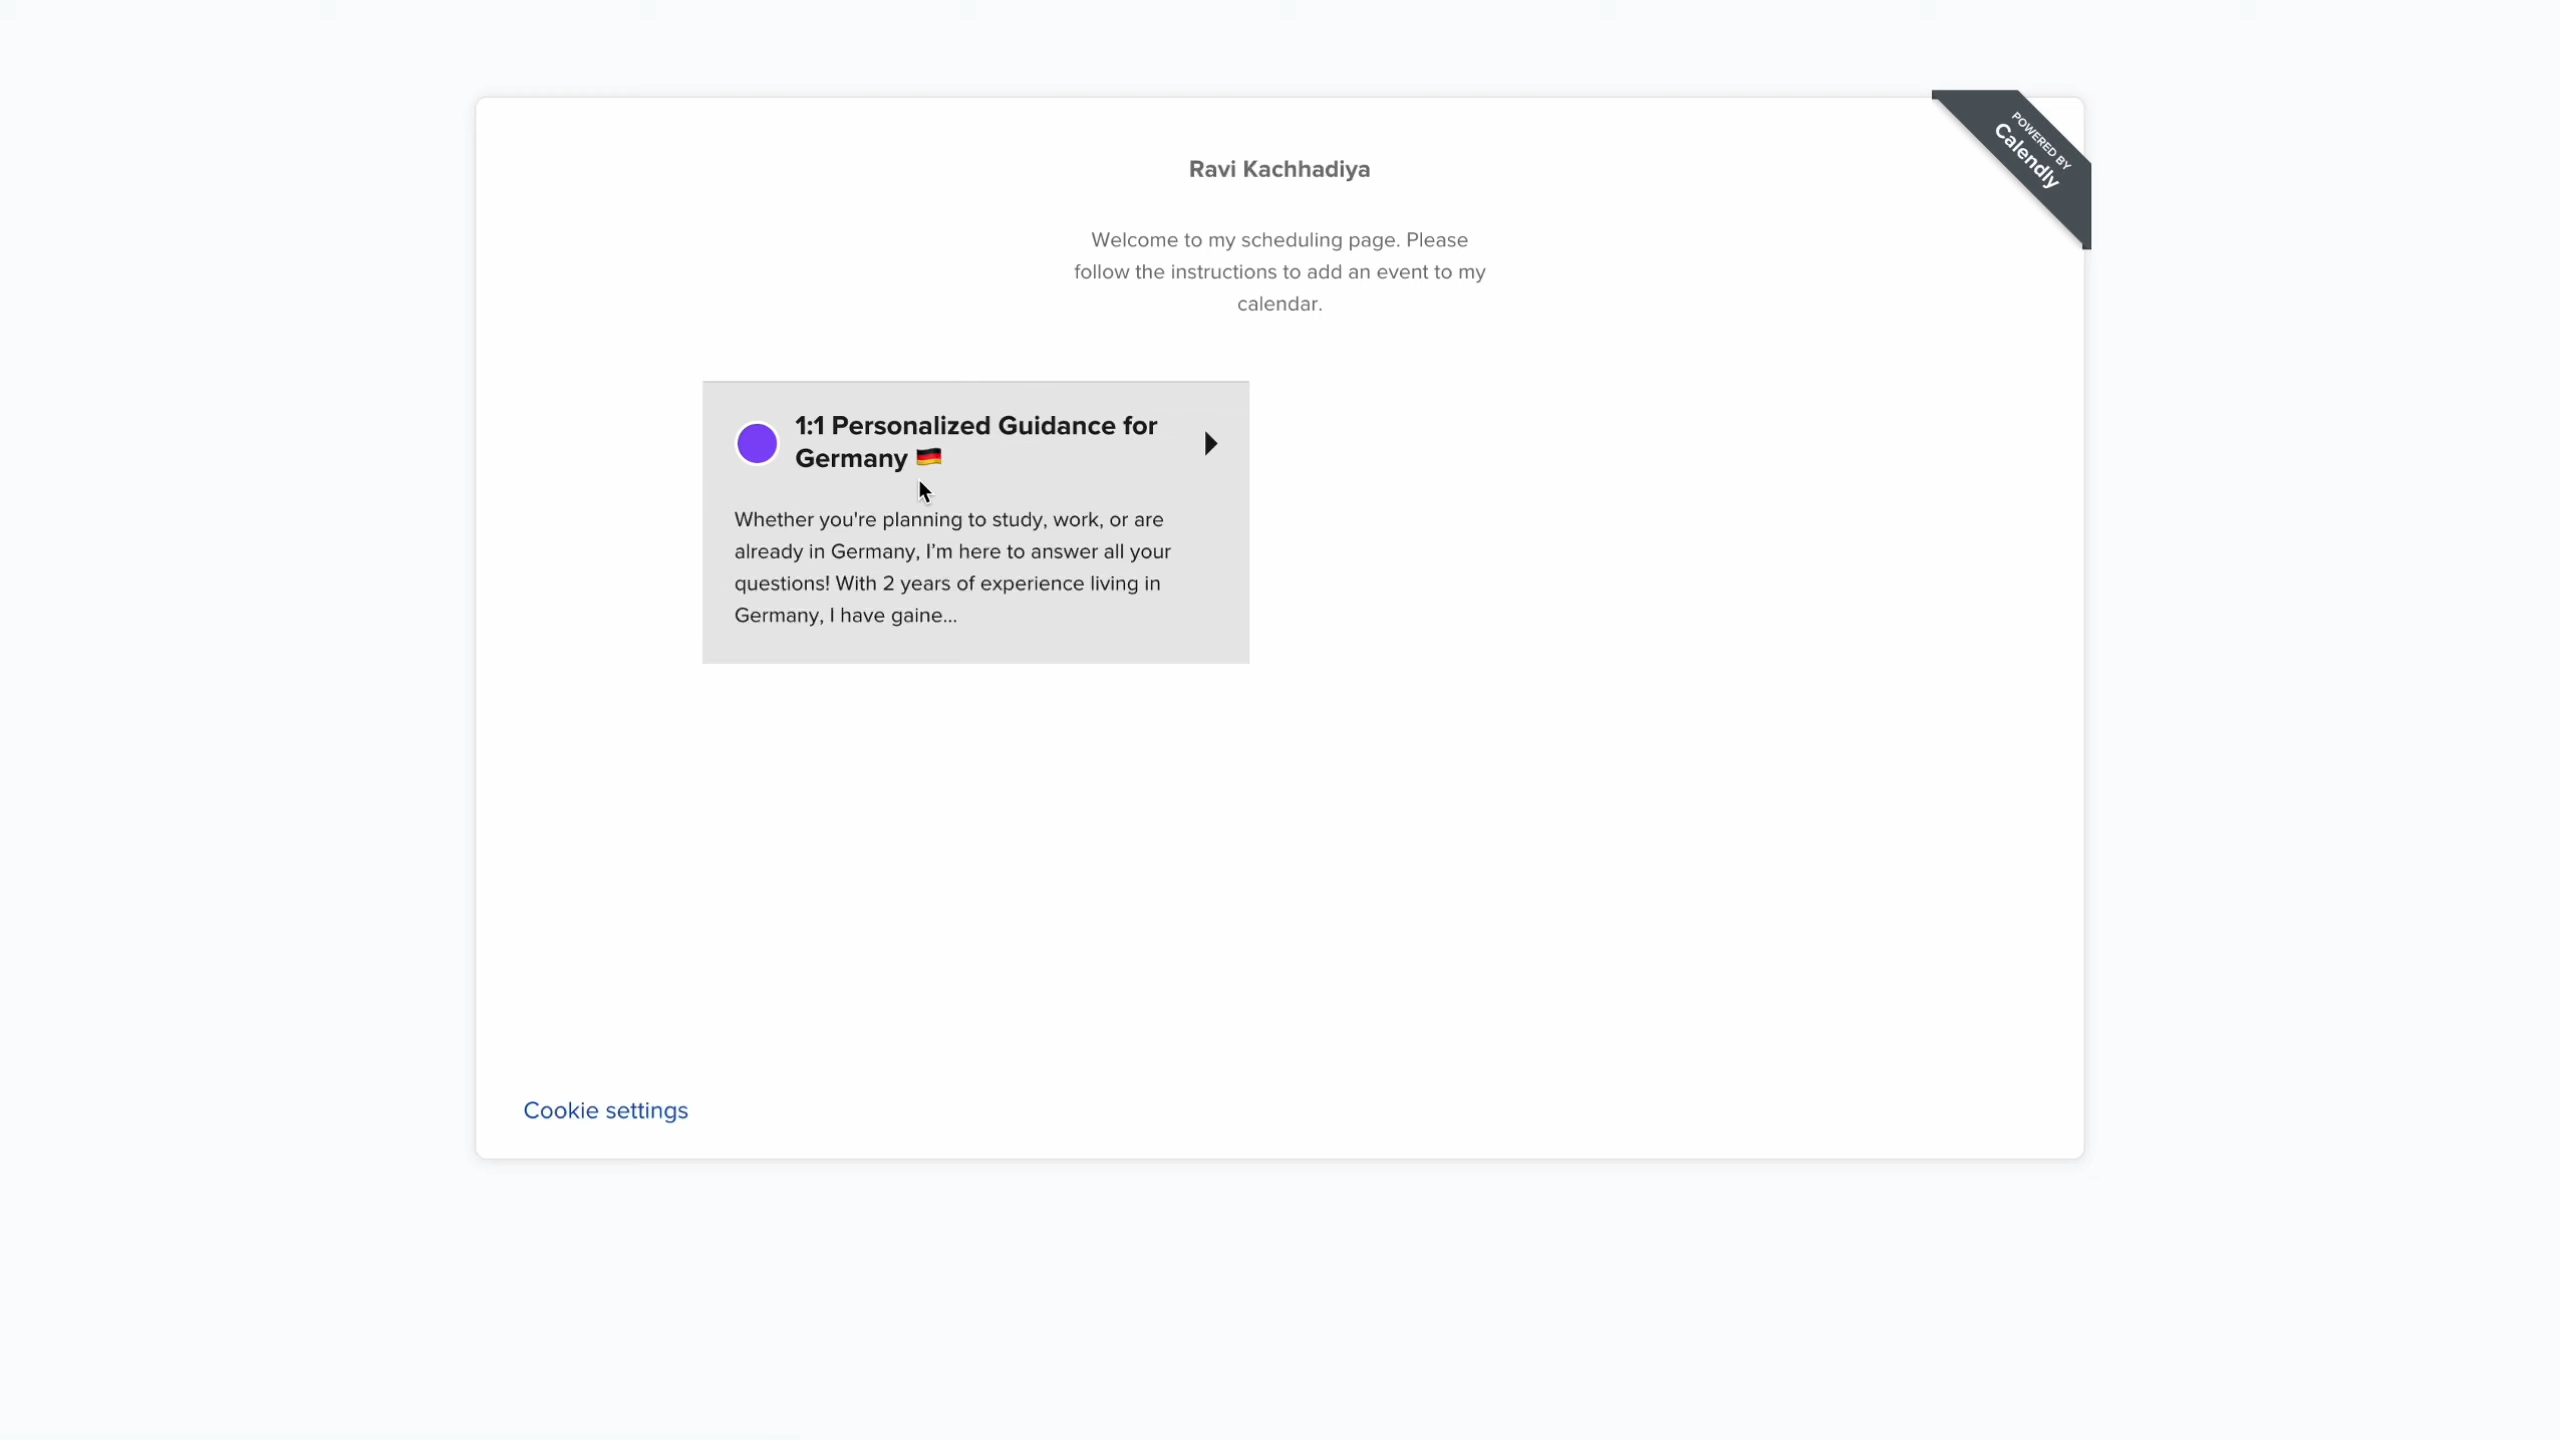 POWERED BY
Calendly
Ravi Kachhadiya
Welcome to my scheduling page. Please
follow the instructions to add an event to my
calendar.
1:1 Personalized Guidance for
Germany 🇩🇪
Whether you're planning to study, work, or are
already in Germany, I’m here to answer all your
questions! With 2 years of experience living in
Germany, I have gaine...
Cookie settings